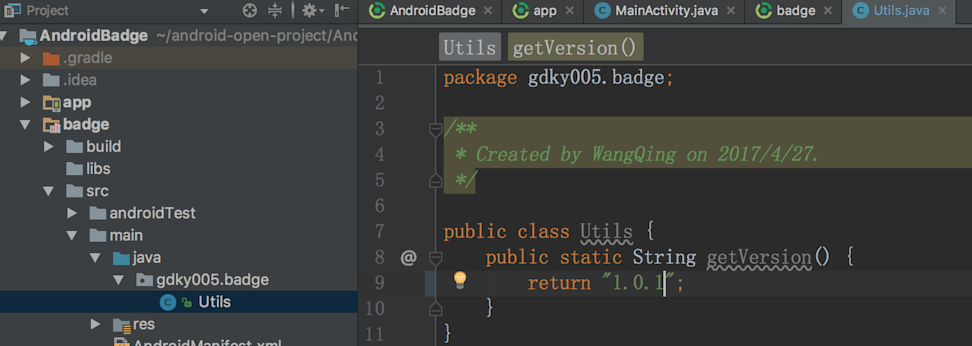 Project
AndroidBadge ~/android-open-project/An
.gradle
.idea
app
badge
build
libs
src
androidTest
main
java
gdky005.badge
Utils
res
AndroidManifest.xml
AndroidBadge × app × MainActivity.java × badge × Utils.java ×
Utils getVersion()
1 package gdky005.badge;
2
3 /**
4 * Created by WangQing on 2017/4/27.
5 */
6
7 public class Utils {
8 @ public static String getVersion() {
9 return "1.0.1";
10 }
11 }